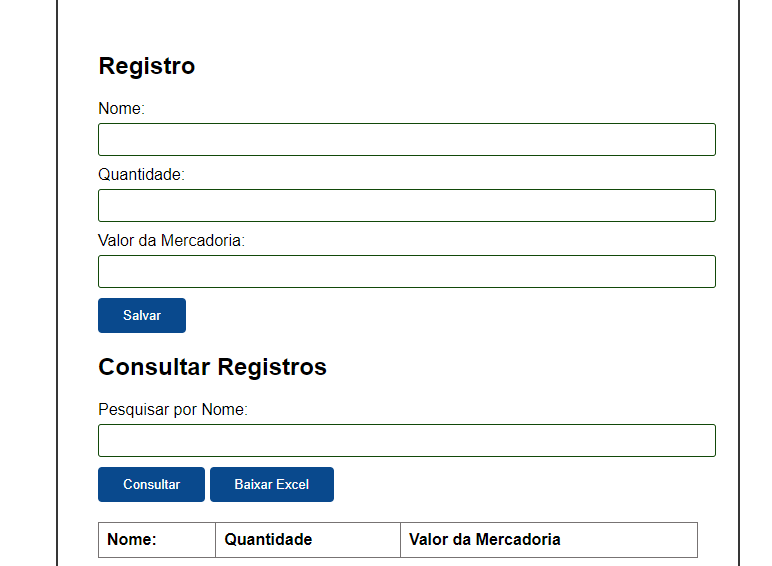 Registro
Nome:
Quantidade:
Valor da Mercadoria:
Salvar
Consultar Registros
Pesquisar por Nome:
Consultar Baixar Excel
Nome: Quantidade Valor da Mercadoria